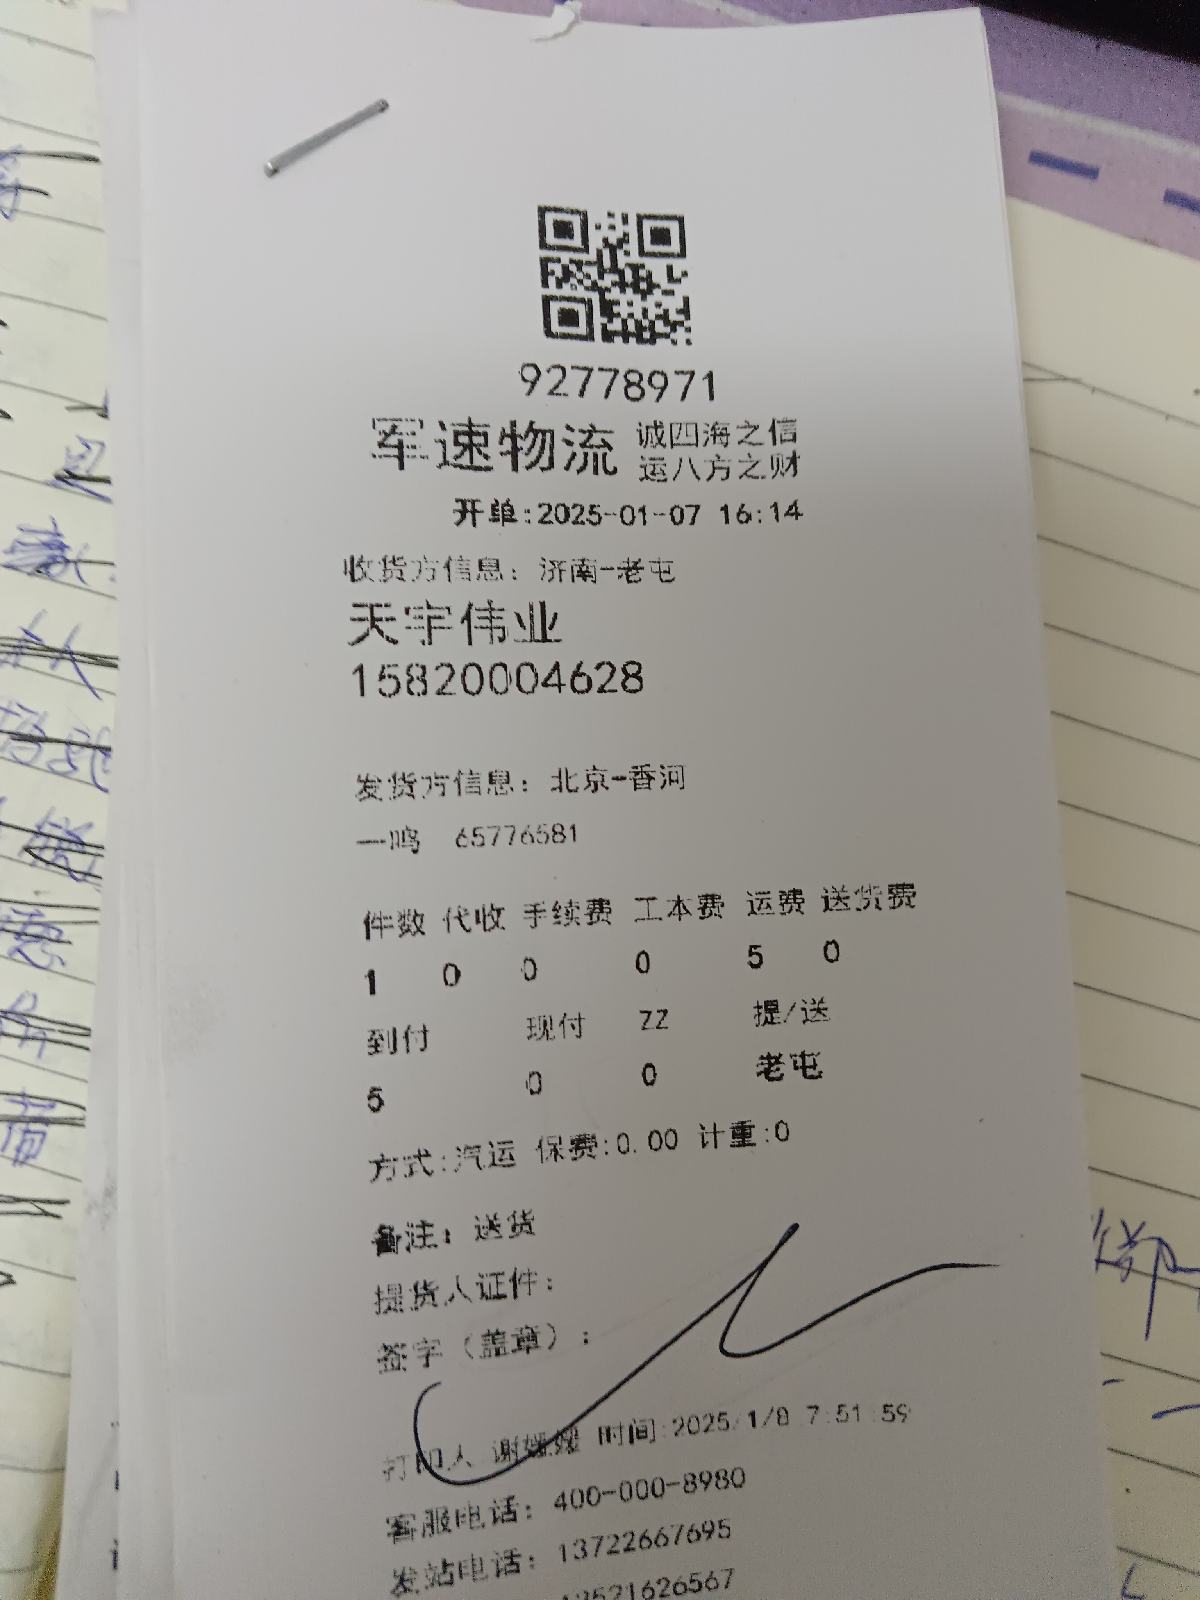 92778971
军速物流 诚四海之信
运八方之财
开单:2025-01-07 16:14
收货方信息: 济南-老屯
天宇伟业
15820004628
发货方信息: 北京-香河
一鸣 65776581
件数 代收 手续费 工本费 运费 送货费
1 0 0 0 5 0
到付 现付 ZZ 提/送
5 0 0 老屯
方式:汽运 保费:0.00 计重:0
备注: 送货
提货人证件:
签字(盖章):
打印人 谢 时间:2025/1/8 7:51:59
客服电话: 400-000-8980
发站电话: 13722667695
13521626567